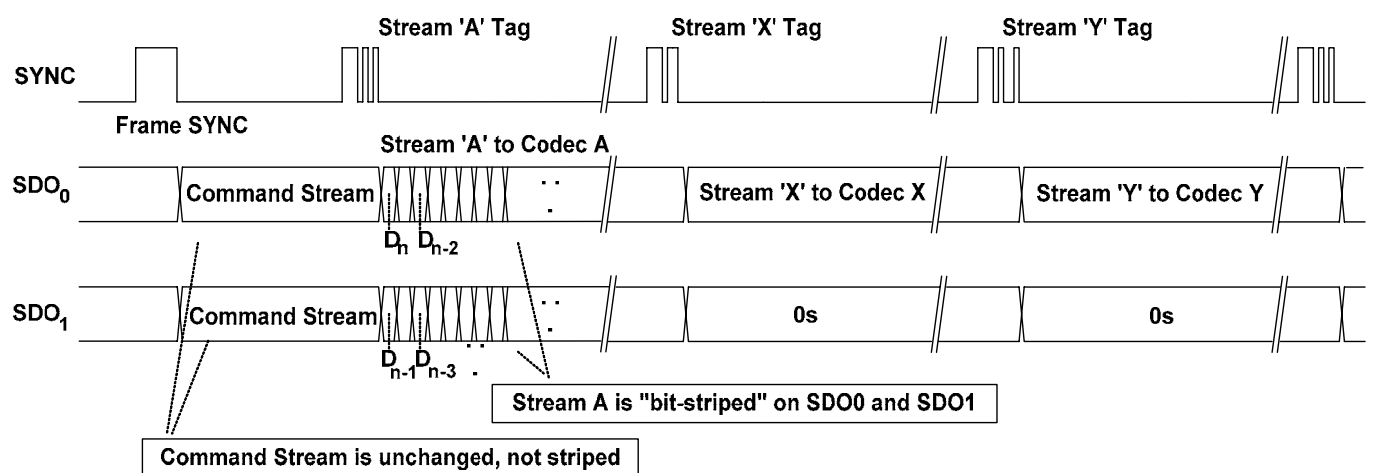 Stream 'A' Tag
Stream 'X' Tag
Stream 'Y' Tag
SYNC
Frame SYNC
Stream 'A' to Codec A
SDO0
Command Stream
Stream 'X' to Codec X
Stream 'Y' to Codec Y
Dn
Dn-2
SDO1
Command Stream
0s
0s
Dn-1
Dn-3
Stream A is "bit-striped" on SDO0 and SDO1
Command Stream is unchanged, not striped